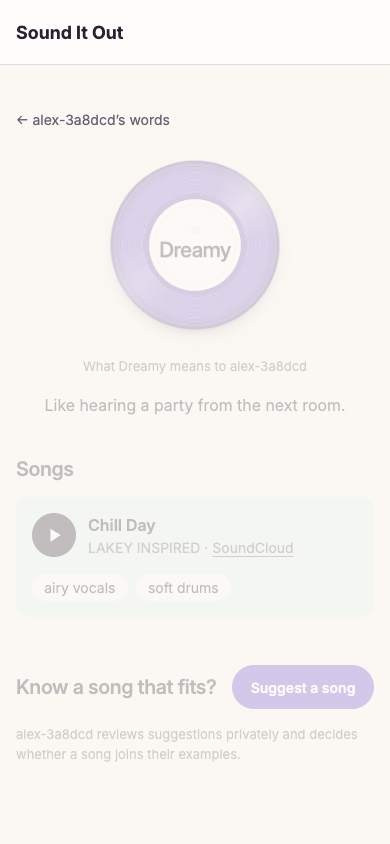 Sound It Out
← alex-3a8dcd’s words
Dreamy
What Dreamy means to alex-3a8dcd
Like hearing a party from the next room.
Songs
Chill Day
LAKEY INSPIRED · SoundCloud
airy vocals
soft drums
Know a song that fits?
Suggest a song
alex-3a8dcd reviews suggestions privately and decides
whether a song joins their examples.